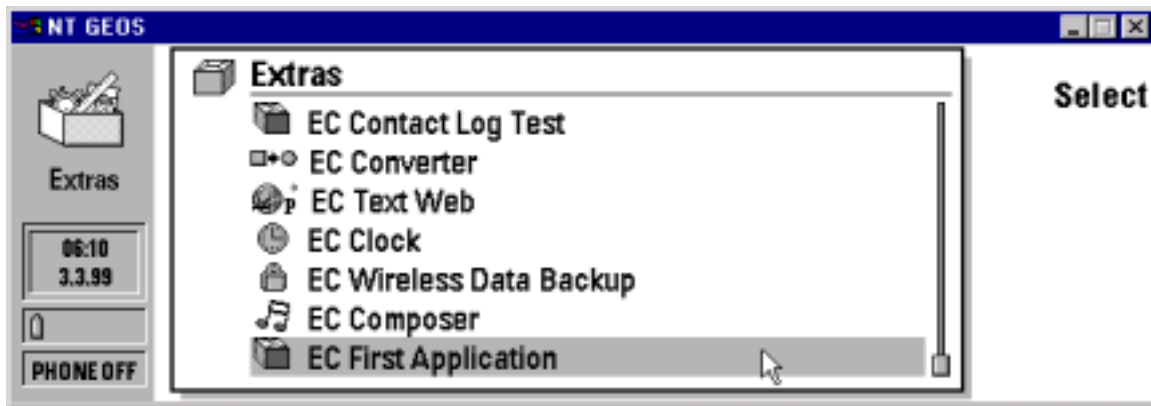 NT GEOS
Extras
06:10
3.3.99
PHONE OFF
Extras
EC Contact Log Test
EC Converter
EC Text Web
EC Clock
EC Wireless Data Backup
EC Composer
EC First Application
Select